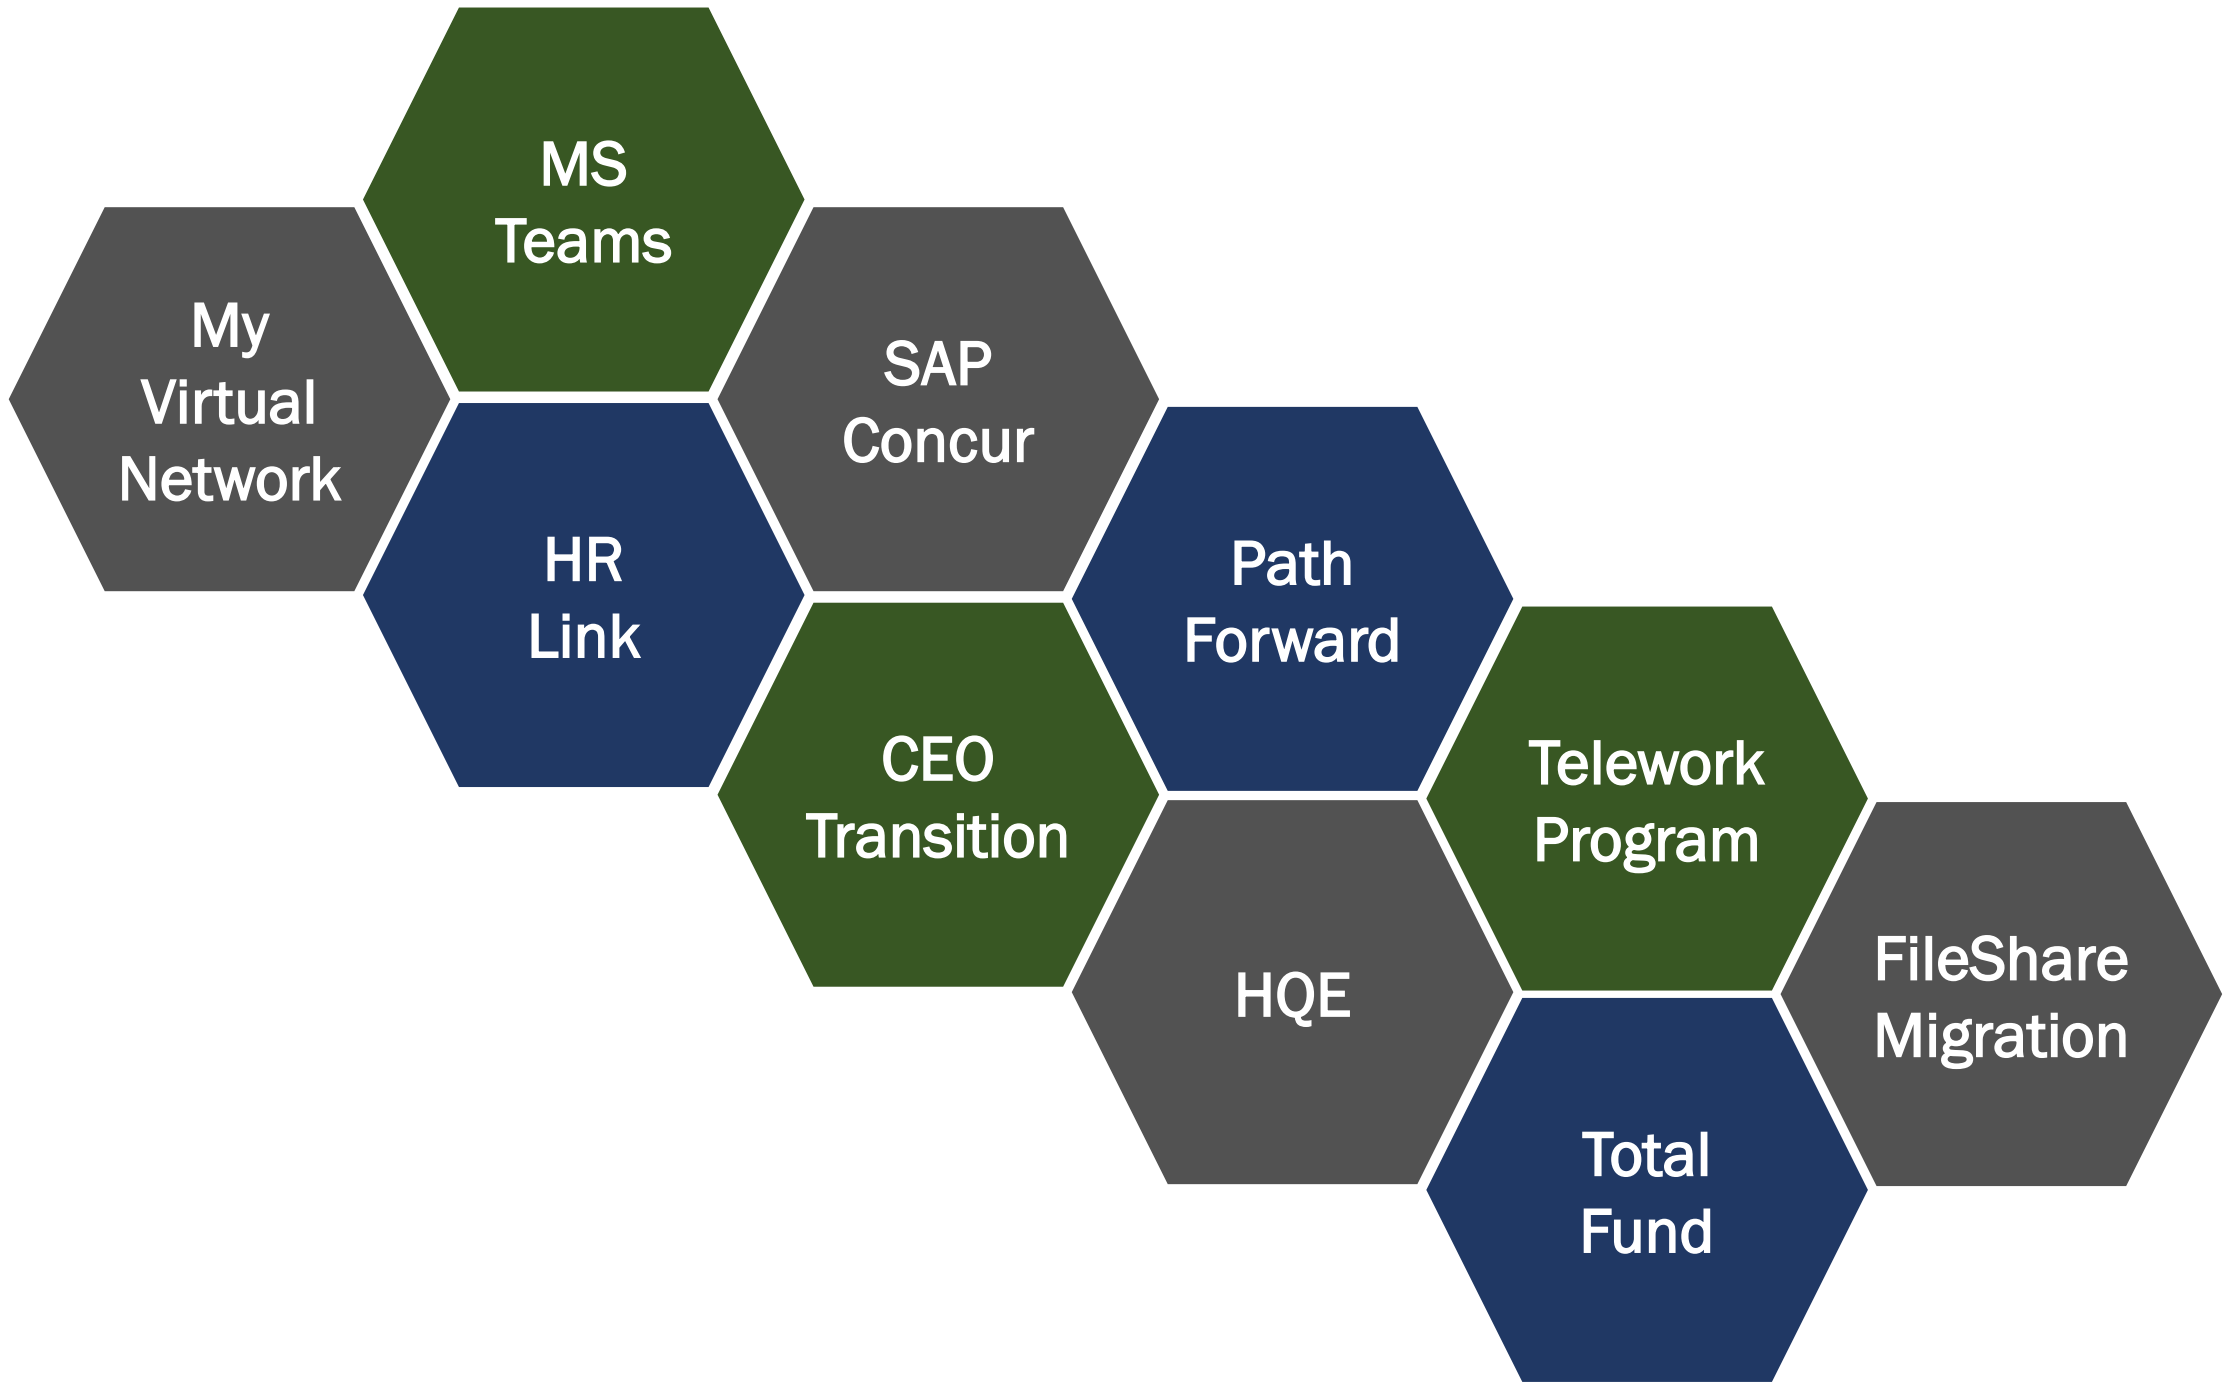 MS
Teams
My
Virtual
Network
SAP
Concur
HR
Link
Path
Forward
CEO
Transition
Telework
Program
HQE
FileShare
Migration
Total
Fund